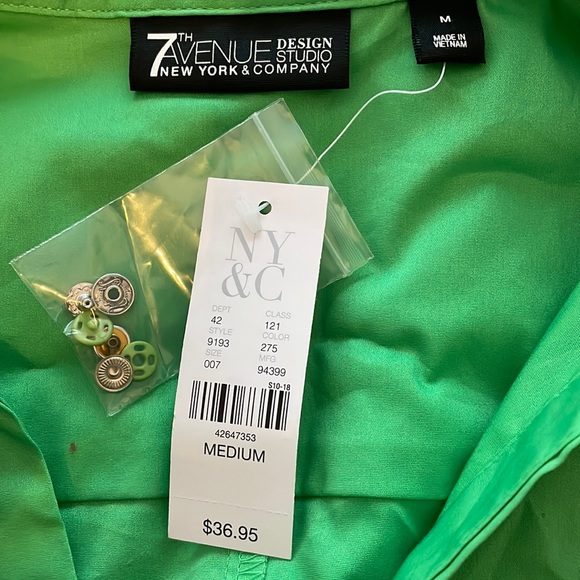 7TH AVENUE DESIGN STUDIO
NEW YORK & COMPANY
M
MADE IN
VIETNAM
NY
&C
DEPT CLASS
42 121
STYLE COLOR
9193 275
SIZE MFG
007 94399
S10-18
42647353
MEDIUM
$36.95